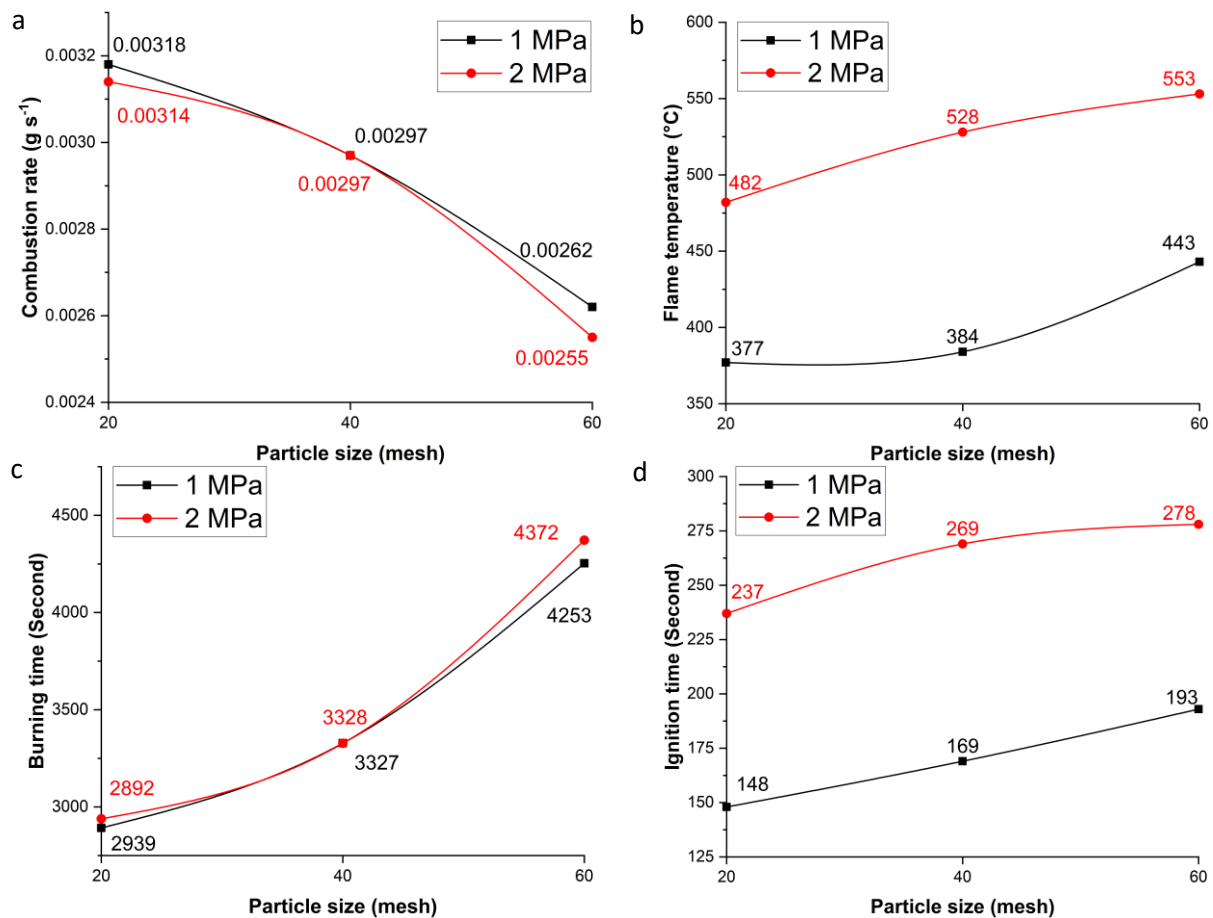 a
1 MPa
2 MPa
0.00318
0.00314
0.00297
0.00297
0.00262
0.00255
0.0032
0.0030
0.0028
0.0026
0.0024
20
40
60
Combustion rate (g s⁻¹)
Particle size (mesh)
b
1 MPa
2 MPa
482
528
553
377
384
443
600
550
500
450
400
350
20
40
60
Flame temperature (°C)
Particle size (mesh)
c
1 MPa
2 MPa
2892
2939
3328
3327
4372
4253
4500
4000
3500
3000
20
40
60
Burning time (Second)
Particle size (mesh)
d
1 MPa
2 MPa
237
269
278
148
169
193
300
275
250
225
200
175
150
125
20
40
60
Ignition time (Second)
Particle size (mesh)